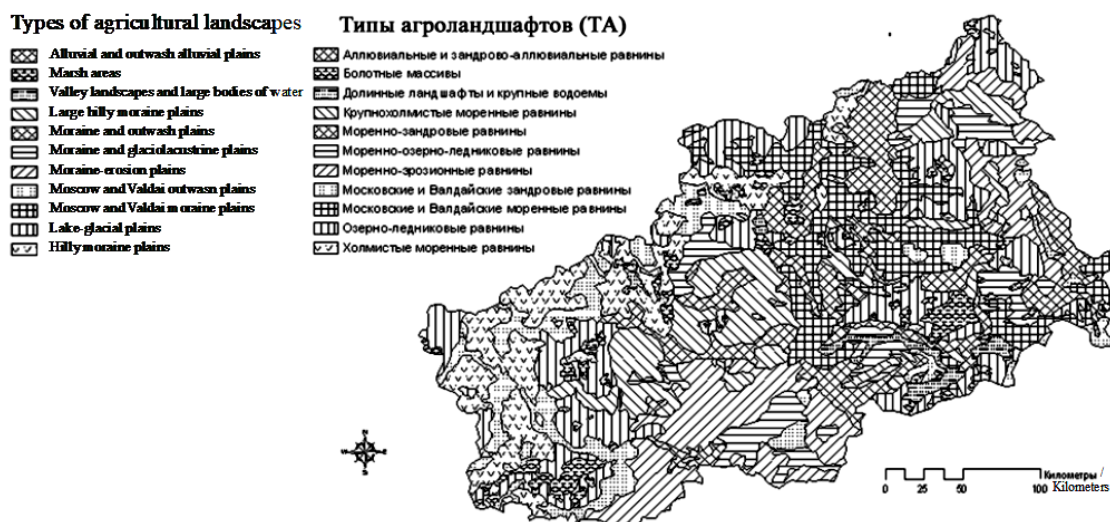 Types of agricultural landscapes
Alluvial and outwash alluvial plains
Marsh areas
Valley landscapes and large bodies of water
Large hilly moraine plains
Moraine and outwash plains
Moraine and glaciolacustrine plains
Moraine-erosion plains
Moscow and Valdai outwasn plains
Moscow and Valdai moraine plains
Lake-glacial plains
Hilly moraine plains
Типы агроландшафтов (ТА)
Аллювиальные и зандрово-аллювиальные равнины
Болотные массивы
Долинные ландшафты и крупные водоемы
Крупнохолмистые моренные равнины
Моренно-зандровые равнины
Моренно-озерно-ледниковые равнины
Моренно-эрозионные равнины
Московские и Валдайские зандровые равнины
Московские и Валдайские моренные равнины
Озерно-ледниковые равнины
Холмистые моренные равнины
N
W E
S
Километры /
Kilometers
0 25 50 100